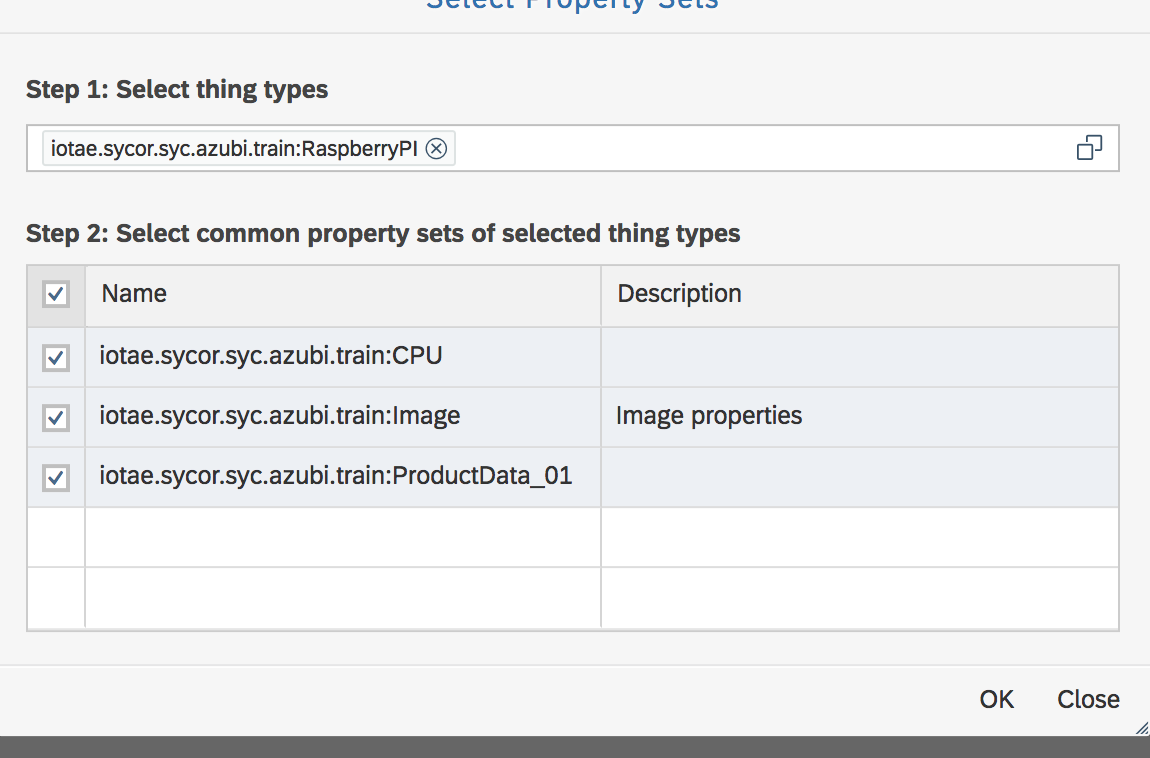 Select Property Sets
Step 1: Select thing types
iotae.sycor.syc.azubi.train:RaspberryPI
Step 2: Select common property sets of selected thing types
Name Description
iotae.sycor.syc.azubi.train:CPU
iotae.sycor.syc.azubi.train:Image Image properties
iotae.sycor.syc.azubi.train:ProductData_01
OK Close